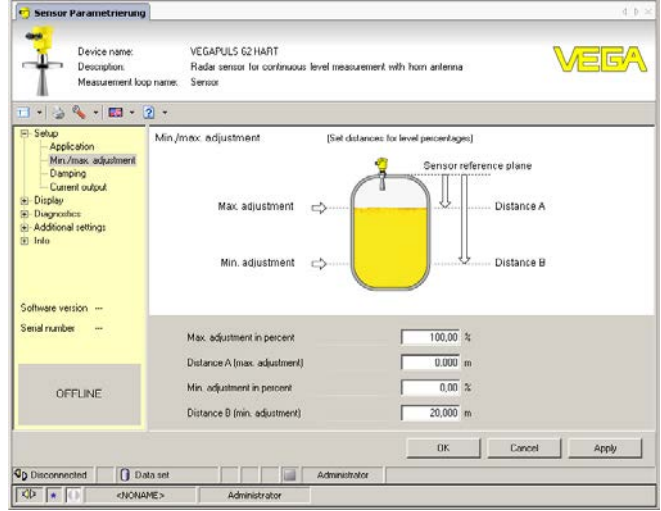 Sensor Parametrierung
Device name: VEGAPULS 62 HART
Description: Radar sensor for continuous level measurement with horn antenna
Measurement loop name: Sensor
VEGA
Setup
Application
Min./max. adjustment
Damping
Current output
Display
Diagnostics
Additional settings
Info
Software version ---
Serial number ---
OFFLINE
Min./max. adjustment (Set distances for level percentages)
Sensor reference plane
Max. adjustment Distance A
Min. adjustment Distance B
Max. adjustment in percent 100,00 %
Distance A (max. adjustment) 0,000 m
Min. adjustment in percent 0,00 %
Distance B (min. adjustment) 20,000 m
OK Cancel Apply
Disconnected Data set Administrator
<NONAME> Administrator